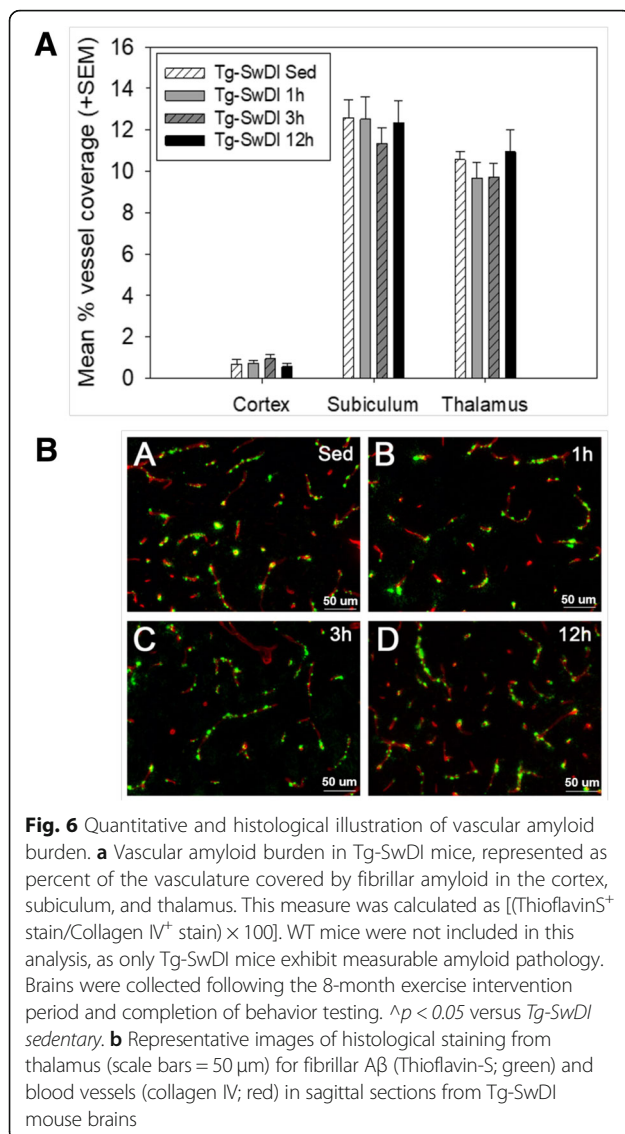 A
Mean % vessel coverage (+SEM)
16
14
12
10
8
6
4
2
0
Tg-SwDI Sed
Tg-SwDI 1h
Tg-SwDI 3h
Tg-SwDI 12h
Cortex Subiculum Thalamus
B
A Sed
50 um
B 1h
50 um
C 3h
50 um
D 12h
50 um
Fig. 6 Quantitative and histological illustration of vascular amyloid
burden. a Vascular amyloid burden in Tg-SwDI mice, represented as
percent of the vasculature covered by fibrillar amyloid in the cortex,
subiculum, and thalamus. This measure was calculated as [(ThioflavinS⁺
stain/Collagen IV⁺ stain) × 100]. WT mice were not included in this
analysis, as only Tg-SwDI mice exhibit measurable amyloid pathology.
Brains were collected following the 8-month exercise intervention
period and completion of behavior testing. ^p < 0.05 versus Tg-SwDI
sedentary. b Representative images of histological staining from
thalamus (scale bars = 50 μm) for fibrillar Aβ (Thioflavin-S; green) and
blood vessels (collagen IV; red) in sagittal sections from Tg-SwDI
mouse brains